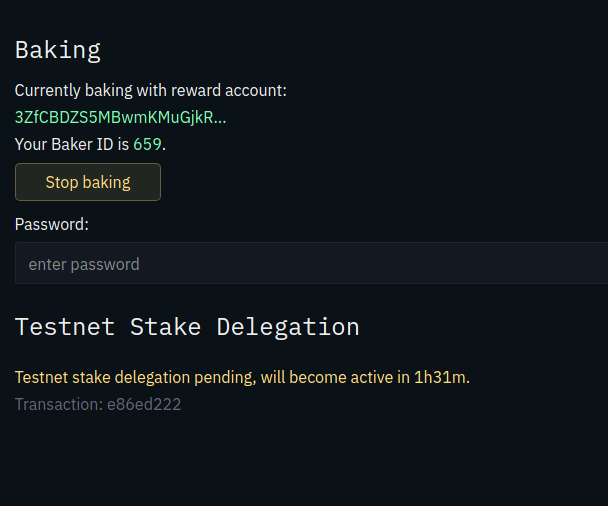 Baking
Currently baking with reward account:
3ZfCBDZS5MBwmKMuGjkR...
Your Baker ID is 659.
Stop baking
Password:
enter password
Testnet Stake Delegation
Testnet stake delegation pending, will become active in 1h31m.
Transaction: e86ed222